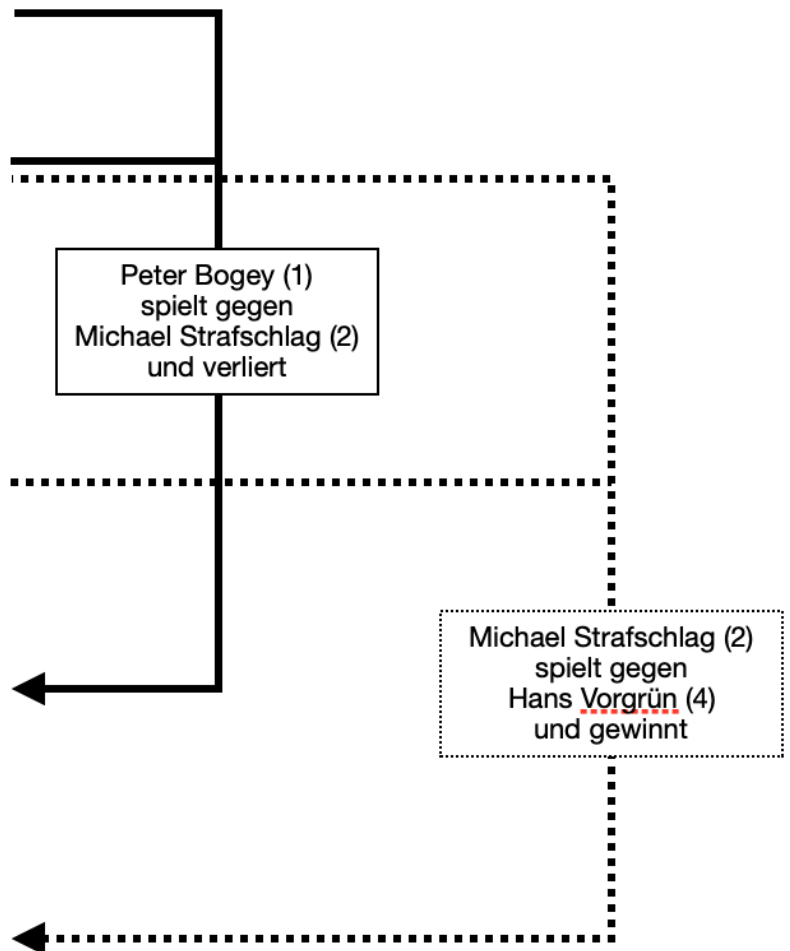 Peter Bogey (1)
spielt gegen
Michael Strafschlag (2)
und verliert
Michael Strafschlag (2)
spielt gegen
Hans Vorgrün (4)
und gewinnt